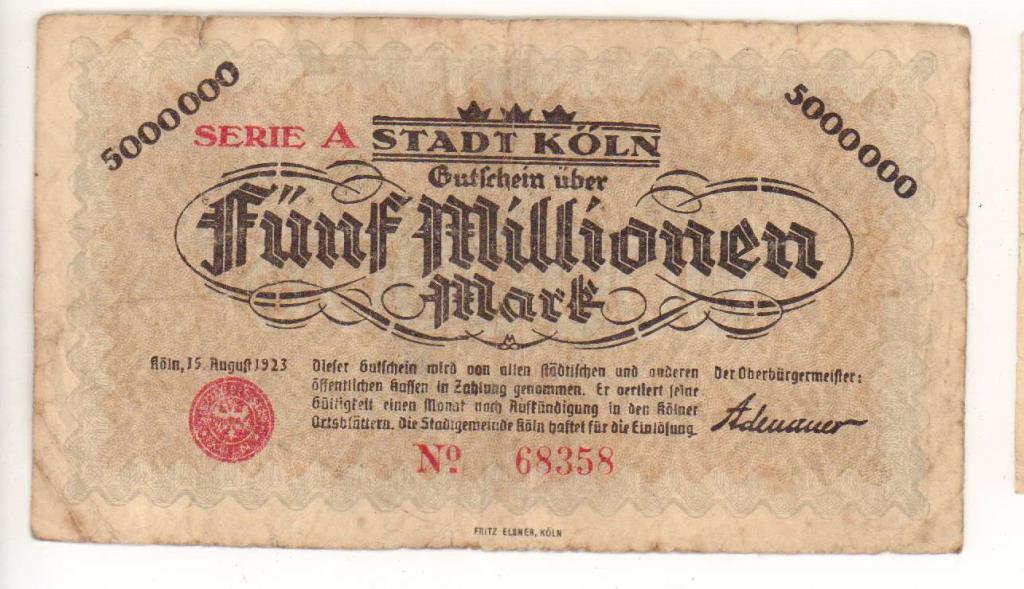 5000000
5000000
SERIE A
STADT KÖLN
Gutschein über
Fünf Millionen
Mark
Köln, 15. August 1923
Dieser Gutschein wird von allen städtischen und anderen
öffentlichen Kassen in Zahlung genommen. Er verliert seine
Gültigkeit einen Monat nach Aufkündigung in den Kölner
Ortsblättern. Die Stadtgemeinde Köln haftet für die Einlösung.
Der Oberbürgermeister:
Adenauer
Nº 68358
FRITZ ELSNER, KÖLN